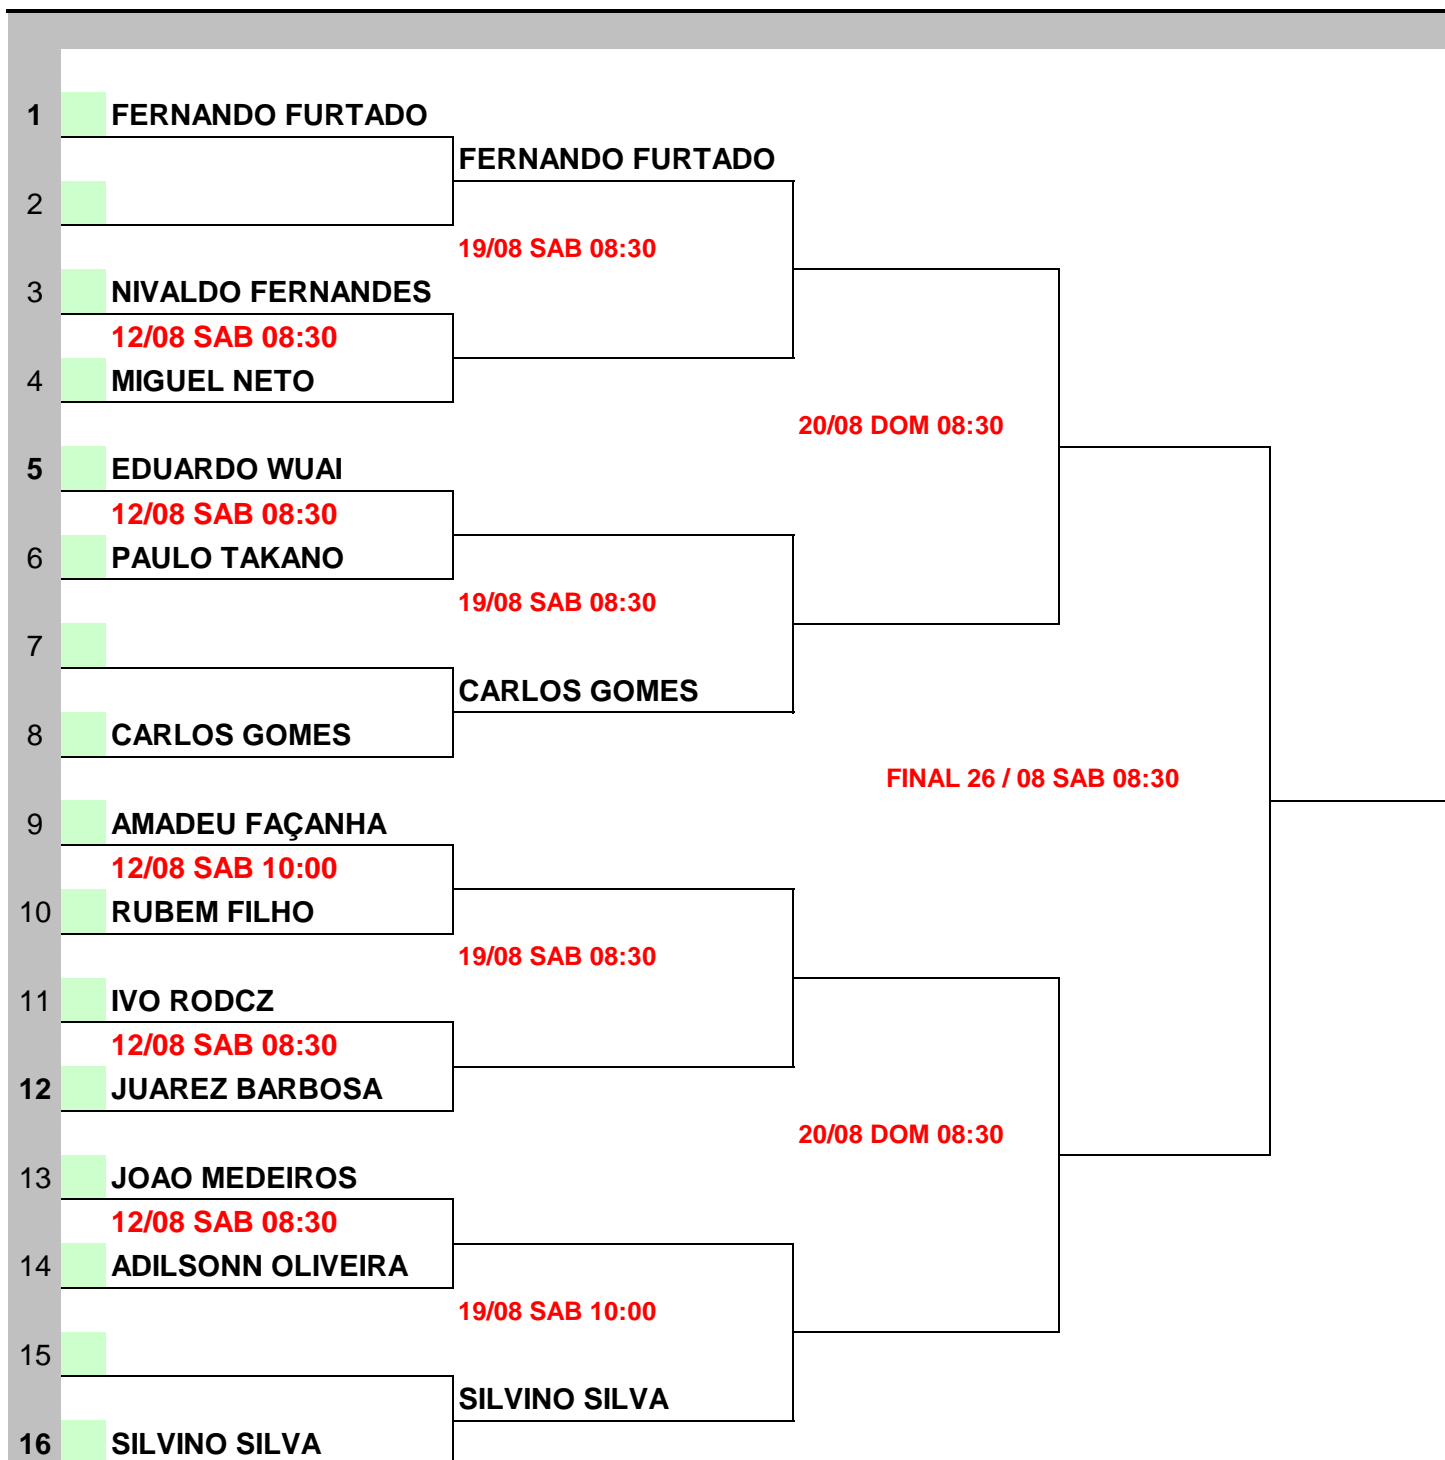 1 FERNANDO FURTADO
FERNANDO FURTADO
2
19/08 SAB 08:30
3 NIVALDO FERNANDES
12/08 SAB 08:30
4 MIGUEL NETO
20/08 DOM 08:30
5 EDUARDO WUAI
12/08 SAB 08:30
6 PAULO TAKANO
19/08 SAB 08:30
7
CARLOS GOMES
8 CARLOS GOMES
FINAL 26 / 08 SAB 08:30
9 AMADEU FAÇANHA
12/08 SAB 10:00
10 RUBEM FILHO
19/08 SAB 08:30
11 IVO RODCZ
12/08 SAB 08:30
12 JUAREZ BARBOSA
20/08 DOM 08:30
13 JOAO MEDEIROS
12/08 SAB 08:30
14 ADILSONN OLIVEIRA
19/08 SAB 10:00
15
SILVINO SILVA
16 SILVINO SILVA